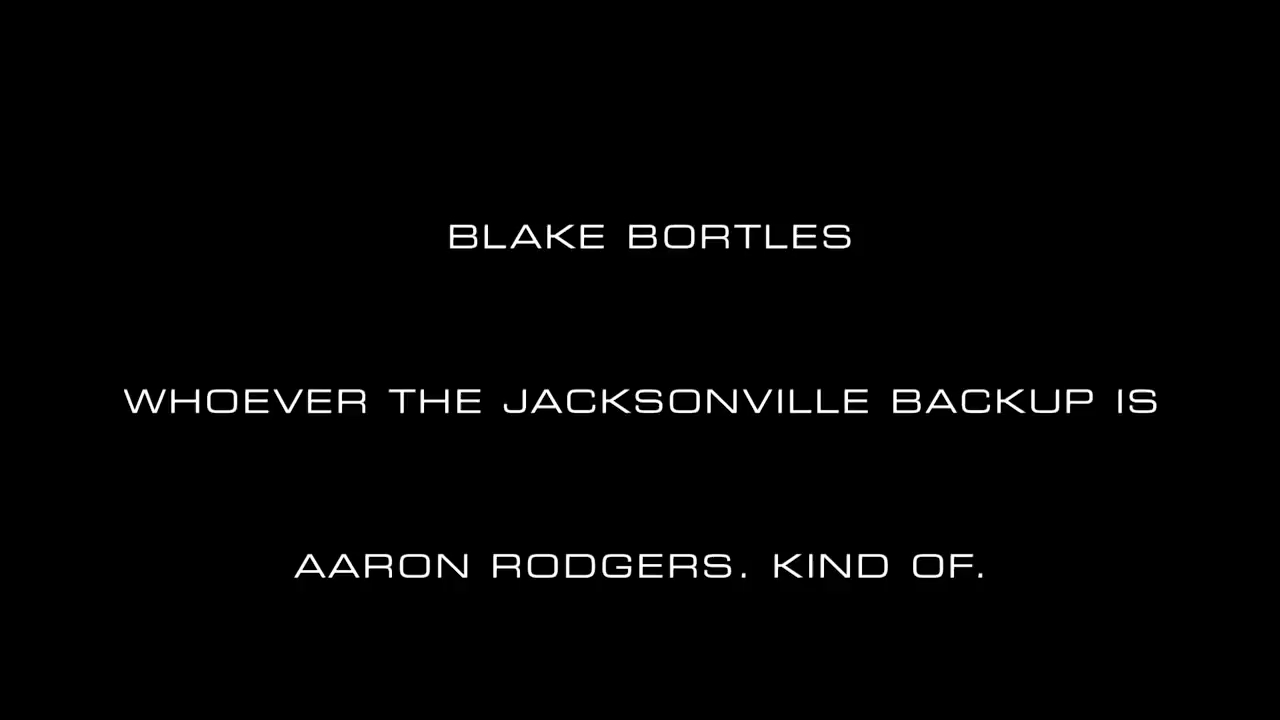 BLAKE BORTLES
WHOEVER THE JACKSONVILLE BACKUP IS
AARON RODGERS. KIND OF.